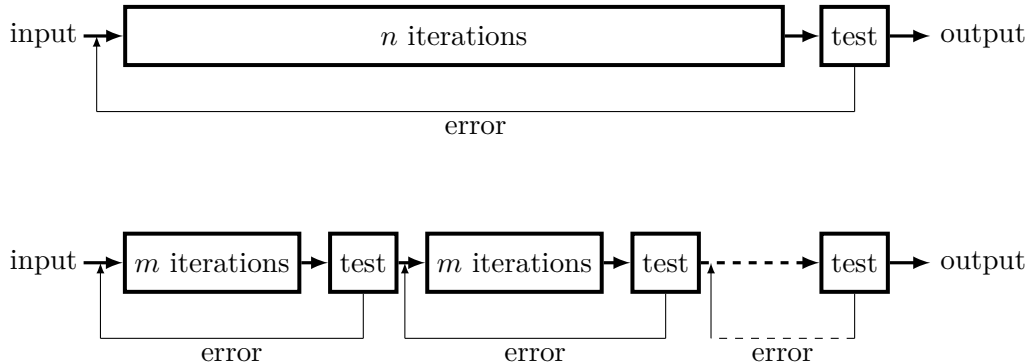 input n iterations test output
error
input m iterations test m iterations test test output
error error error